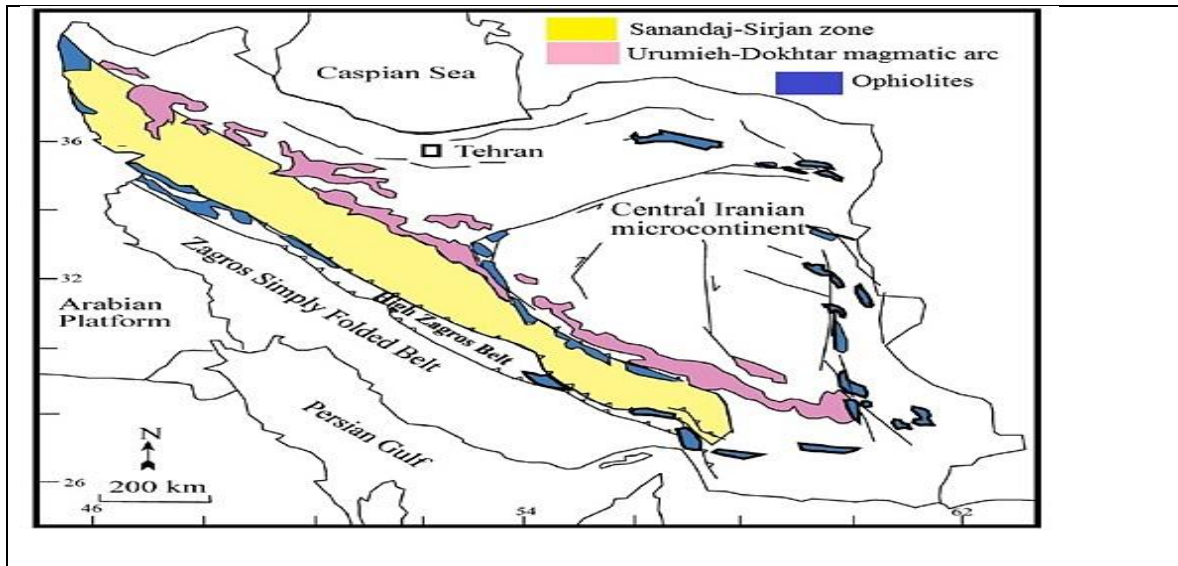 Sanandaj-Sirjan zone
Urumieh-Dokhtar magmatic arc
Ophiolites
Caspian Sea
36
Tehran
Central Iranian
microcontinent
32
Zagros Simply Folded Belt
High Zagros Belt
Arabian
Platform
Persian Gulf
N
200 km
26
46
54
62